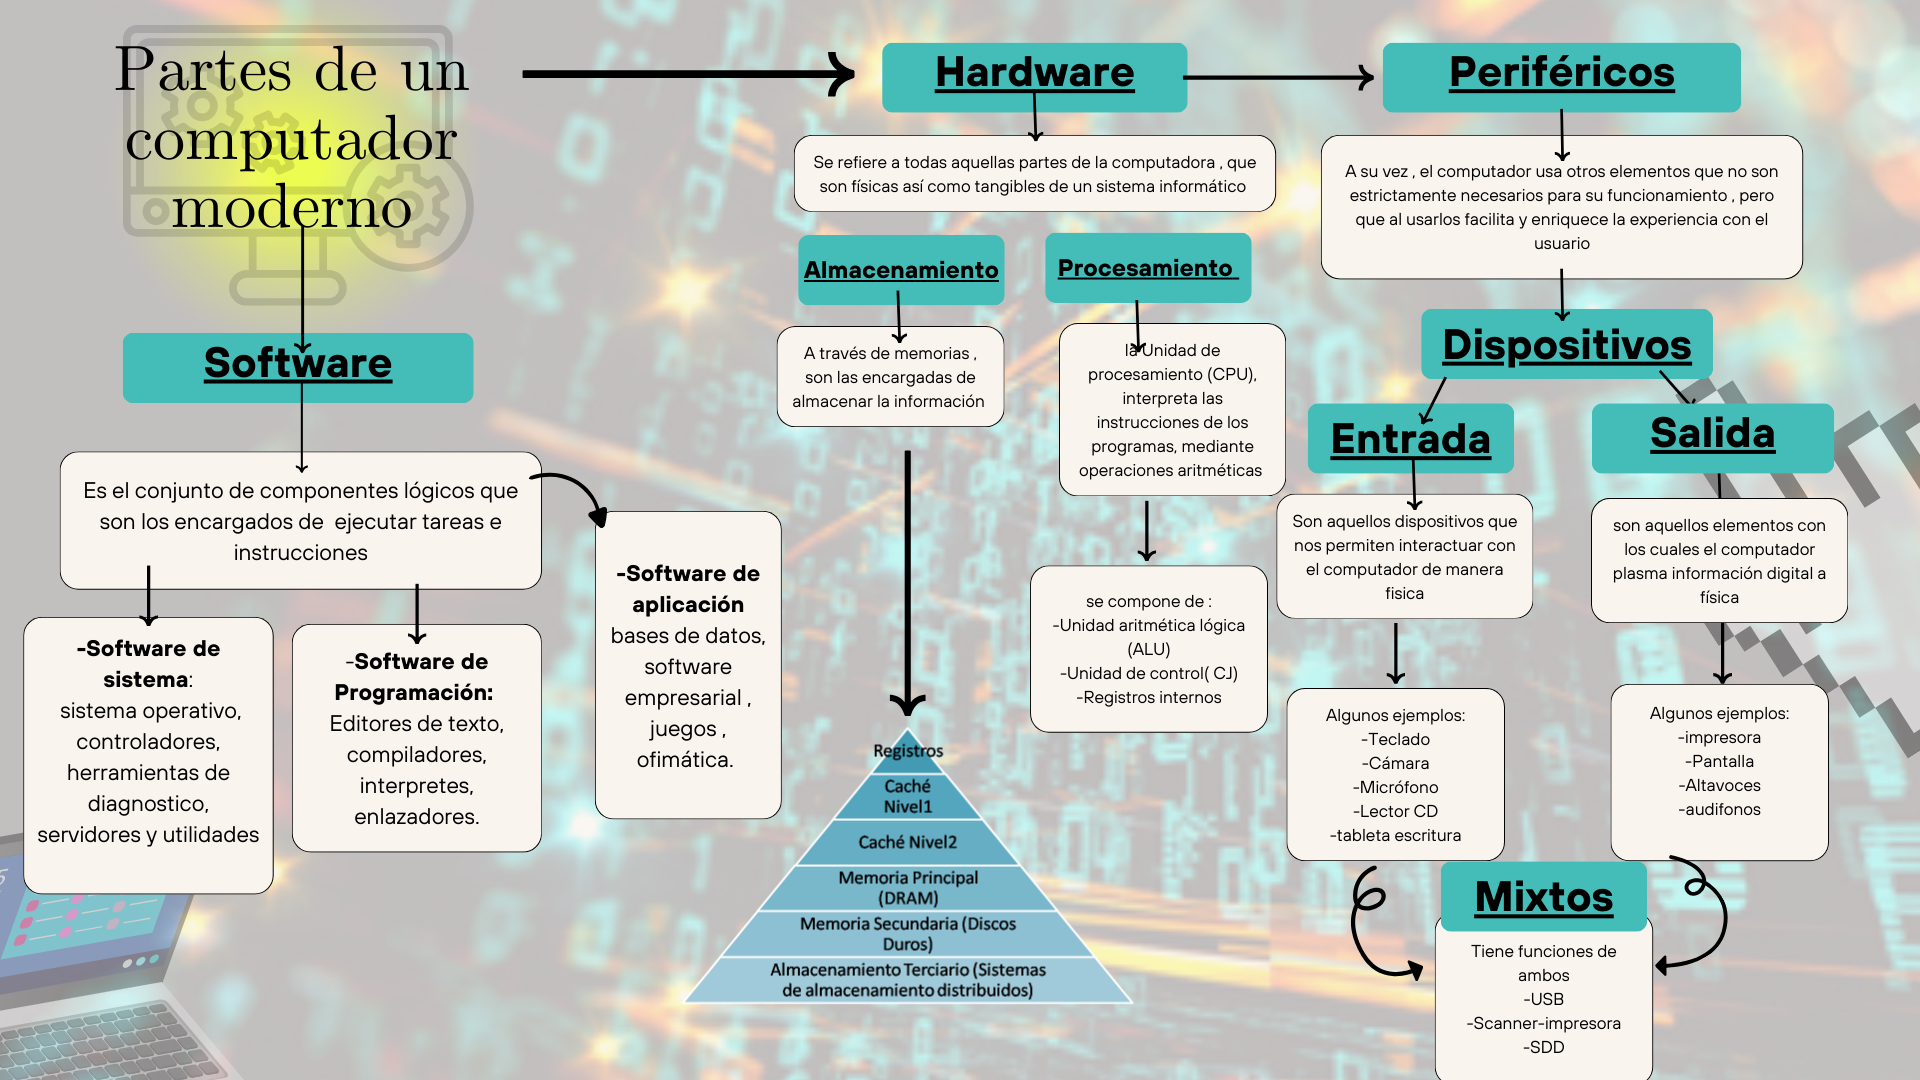 Partes de un
computador
moderno
Software
Es el conjunto de componentes lógicos que
son los encargados de  ejecutar tareas e
instrucciones
-Software de
sistema:
sistema operativo,
controladores,
herramientas de
diagnostico,
servidores y utilidades
-Software de
Programación:
Editores de texto,
compiladores,
interpretes,
enlazadores.
-Software de
aplicación
bases de datos,
software
empresarial ,
juegos ,
ofimática.
Hardware
Se refiere a todas aquellas partes de la computadora , que
son físicas así como tangibles de un sistema informático
Almacenamiento
A través de memorias ,
son las encargadas de
almacenar la información
Registros
Caché
Nivel1
Caché Nivel2
Memoria Principal
(DRAM)
Memoria Secundaria (Discos
Duros)
Almacenamiento Terciario (Sistemas
de almacenamiento distribuidos)
Procesamiento
la Unidad de
procesamiento (CPU),
interpreta las
instrucciones de los
programas, mediante
operaciones aritméticas
se compone de :
-Unidad aritmética lógica
(ALU)
-Unidad de control( CJ)
-Registros internos
Periféricos
A su vez , el computador usa otros elementos que no son
estrictamente necesarios para su funcionamiento , pero
que al usarlos facilita y enriquece la experiencia con el
usuario
Dispositivos
Entrada
Son aquellos dispositivos que
nos permiten interactuar con
el computador de manera
fisica
Algunos ejemplos:
-Teclado
-Cámara
-Micrófono
-Lector CD
-tableta escritura
Salida
son aquellos elementos con
los cuales el computador
plasma información digital a
física
Algunos ejemplos:
-impresora
-Pantalla
-Altavoces
-audifonos
Mixtos
Tiene funciones de
ambos
-USB
-Scanner-impresora
-SDD